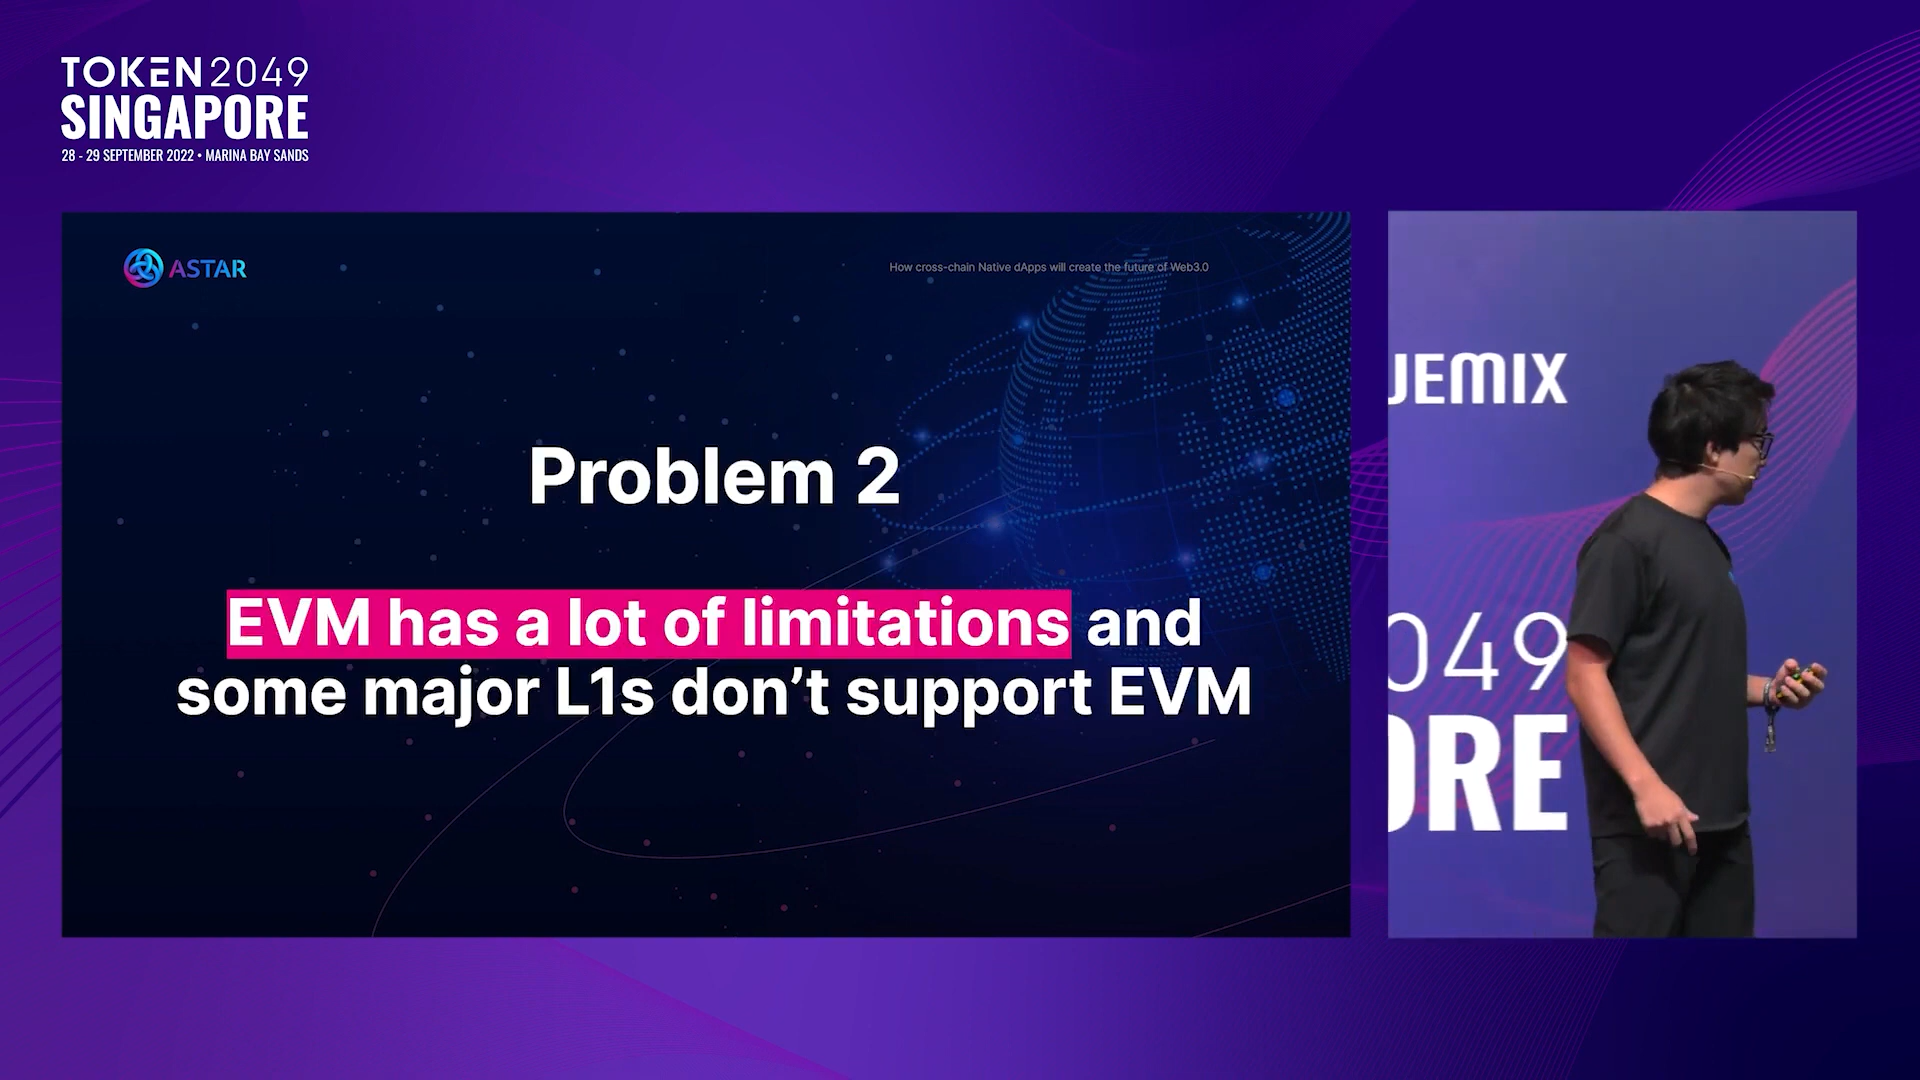 TOKEN2049
SINGAPORE
28 - 29 SEPTEMBER 2022 • MARINA BAY SANDS
ASTAR
How cross-chain Native dApps will create the future of Web3.0
Problem 2
EVM has a lot of limitations and
some major L1s don’t support EVM
UEMIX
049
ORE